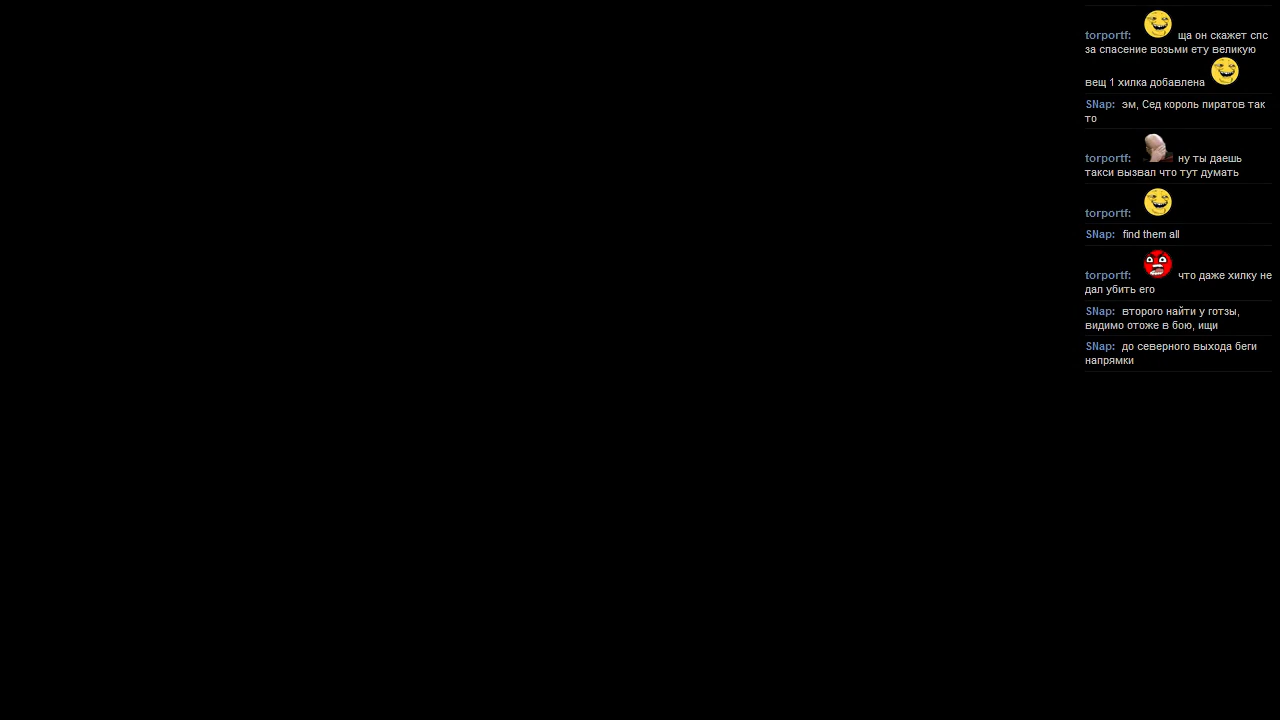 torportf: ща он скажет спс
за спасение возьми ету великую
вещ 1 хилка добавлена
SNap: эм, Сед король пиратов так
то
torportf: ну ты даешь
такси вызвал что тут думать
torportf:
SNap: find them all
torportf: что даже хилку не
дал убить его
SNap: второго найти у готзы,
видимо отоже в бою, ищи
SNap: до северного выхода беги
напрямки